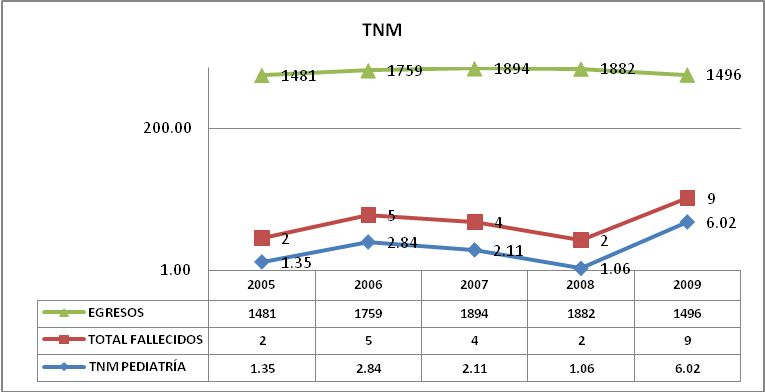 TNM
1481 1759 1894 1882 1496
200.00
2 5 4 2 9
1.35 2.84 2.11 1.06 6.02
1.00
2005 2006 2007 2008 2009
EGRESOS 1481 1759 1894 1882 1496
TOTAL FALLECIDOS 2 5 4 2 9
TNM PEDIATRÍA 1.35 2.84 2.11 1.06 6.02